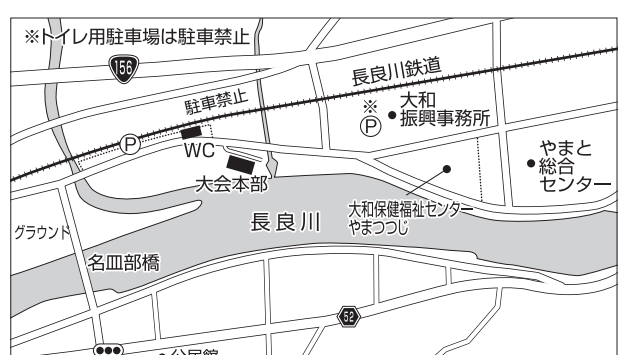 ※トイレ用駐車場は駐車禁止
156
長良川鉄道
駐車禁止
※
P
大和
振興事務所
P
WC
大会本部
やまと
総合
センター
大和保健福祉センター
やまつつじ
長良川
グラウンド
名皿部橋
52
公民館